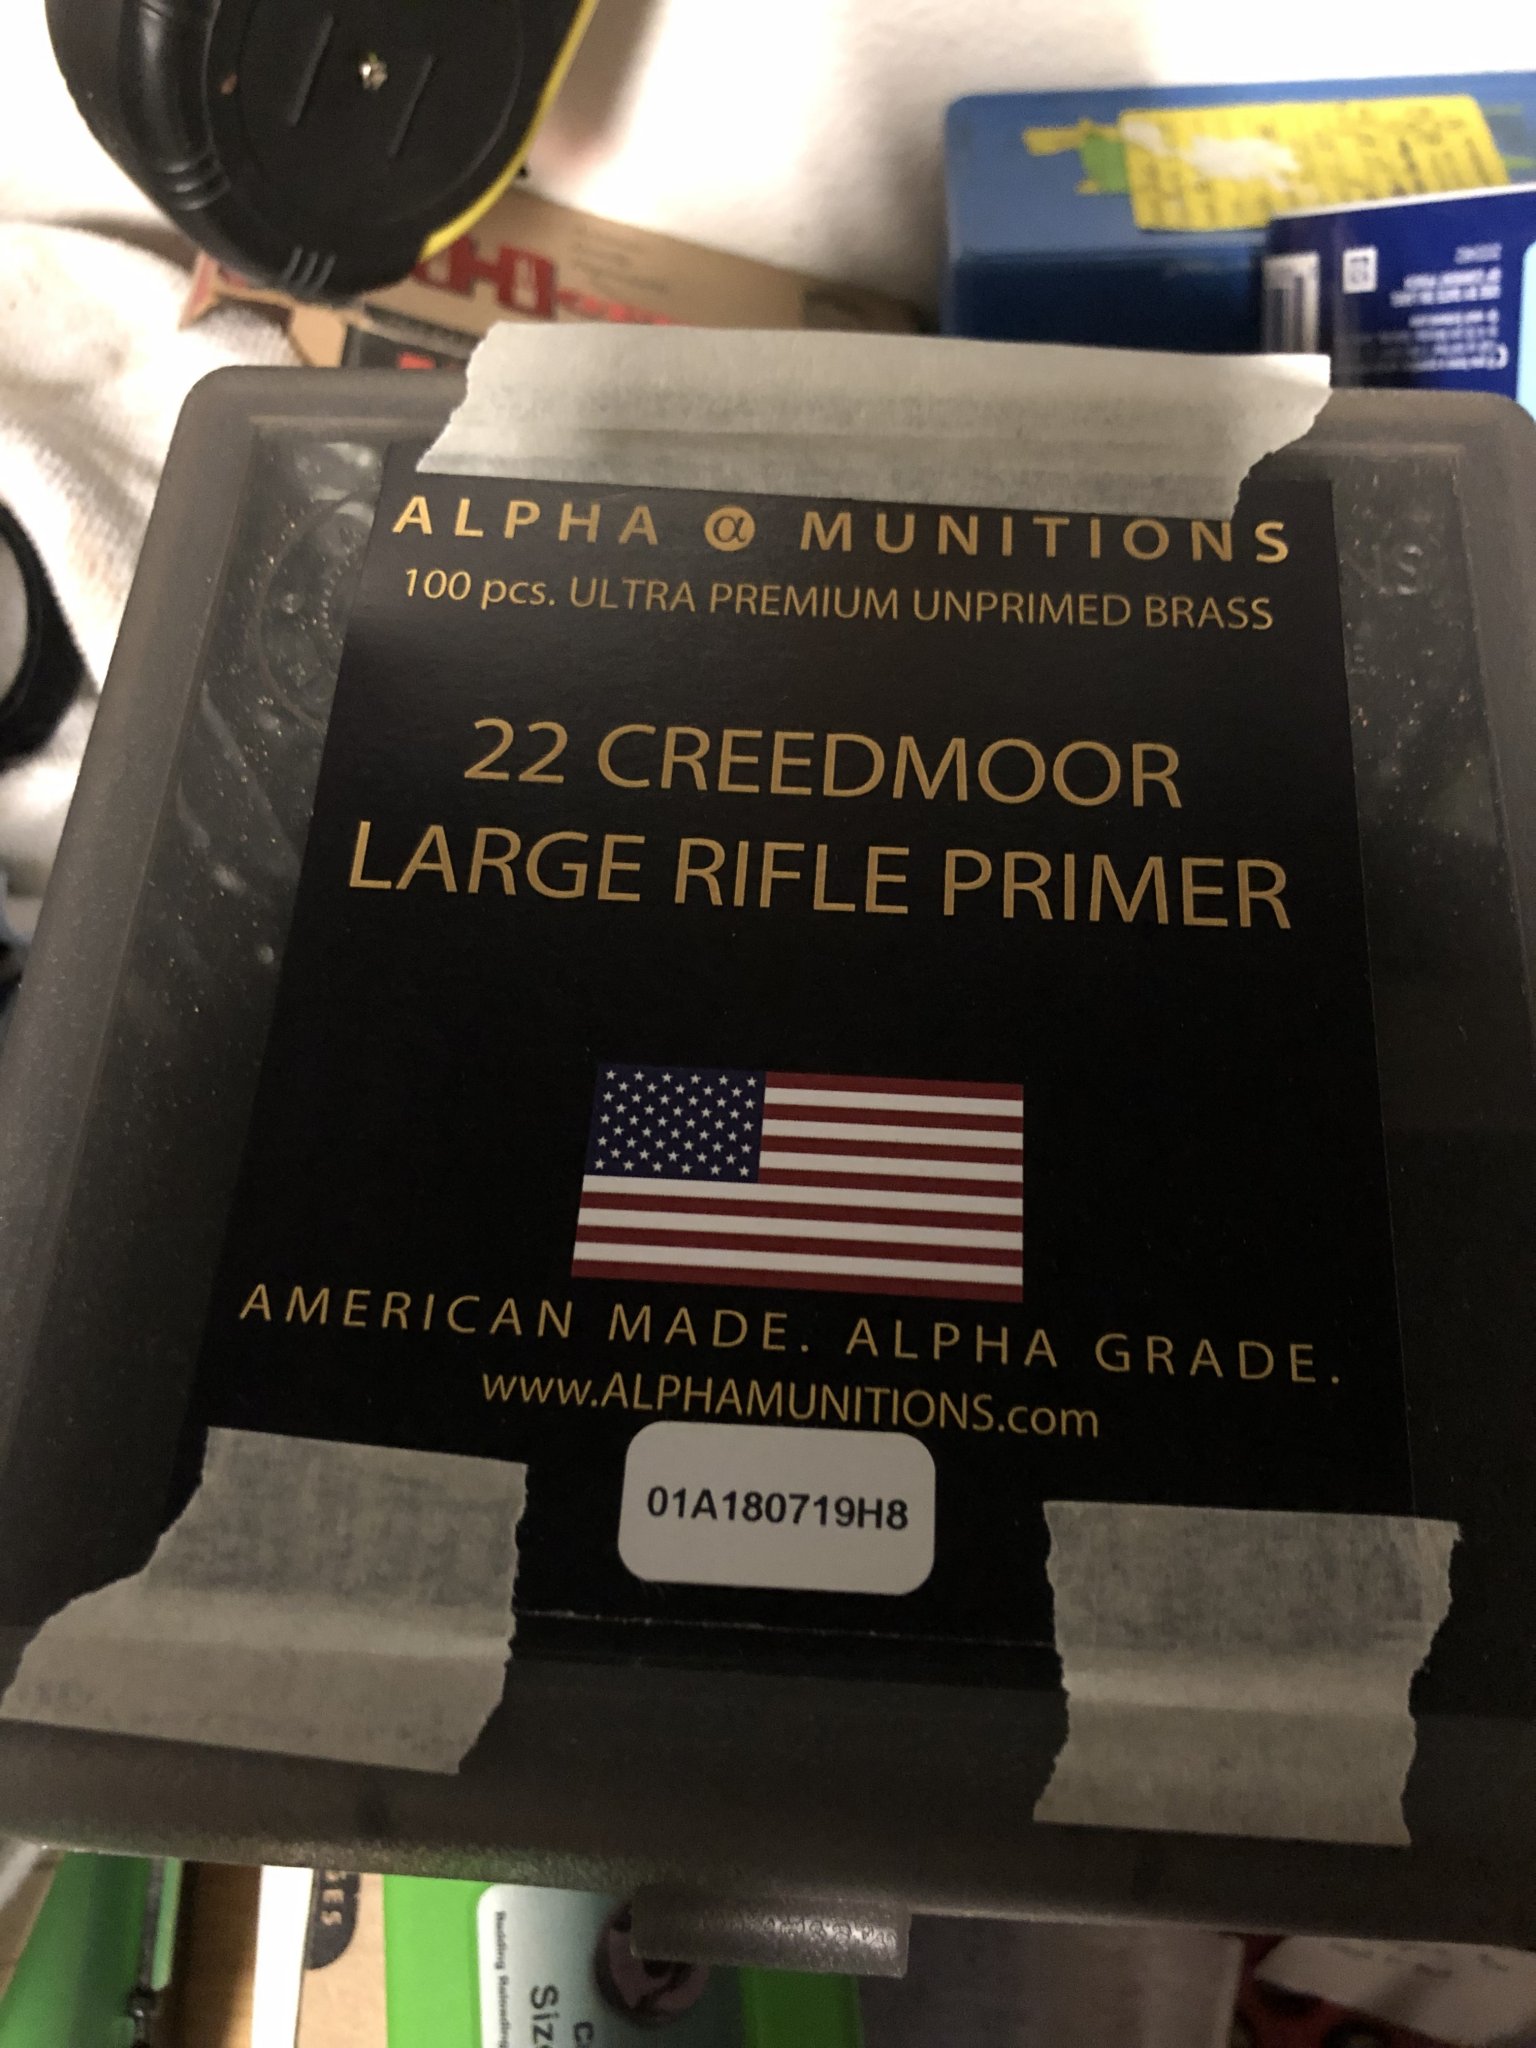 ALPHA α MUNITIONS
100 pcs. ULTRA PREMIUM UNPRIMED BRASS
22 CREEDMOOR
LARGE RIFLE PRIMER
AMERICAN MADE. ALPHA GRADE.
www.ALPHAMUNITIONS.com
01A180719H8